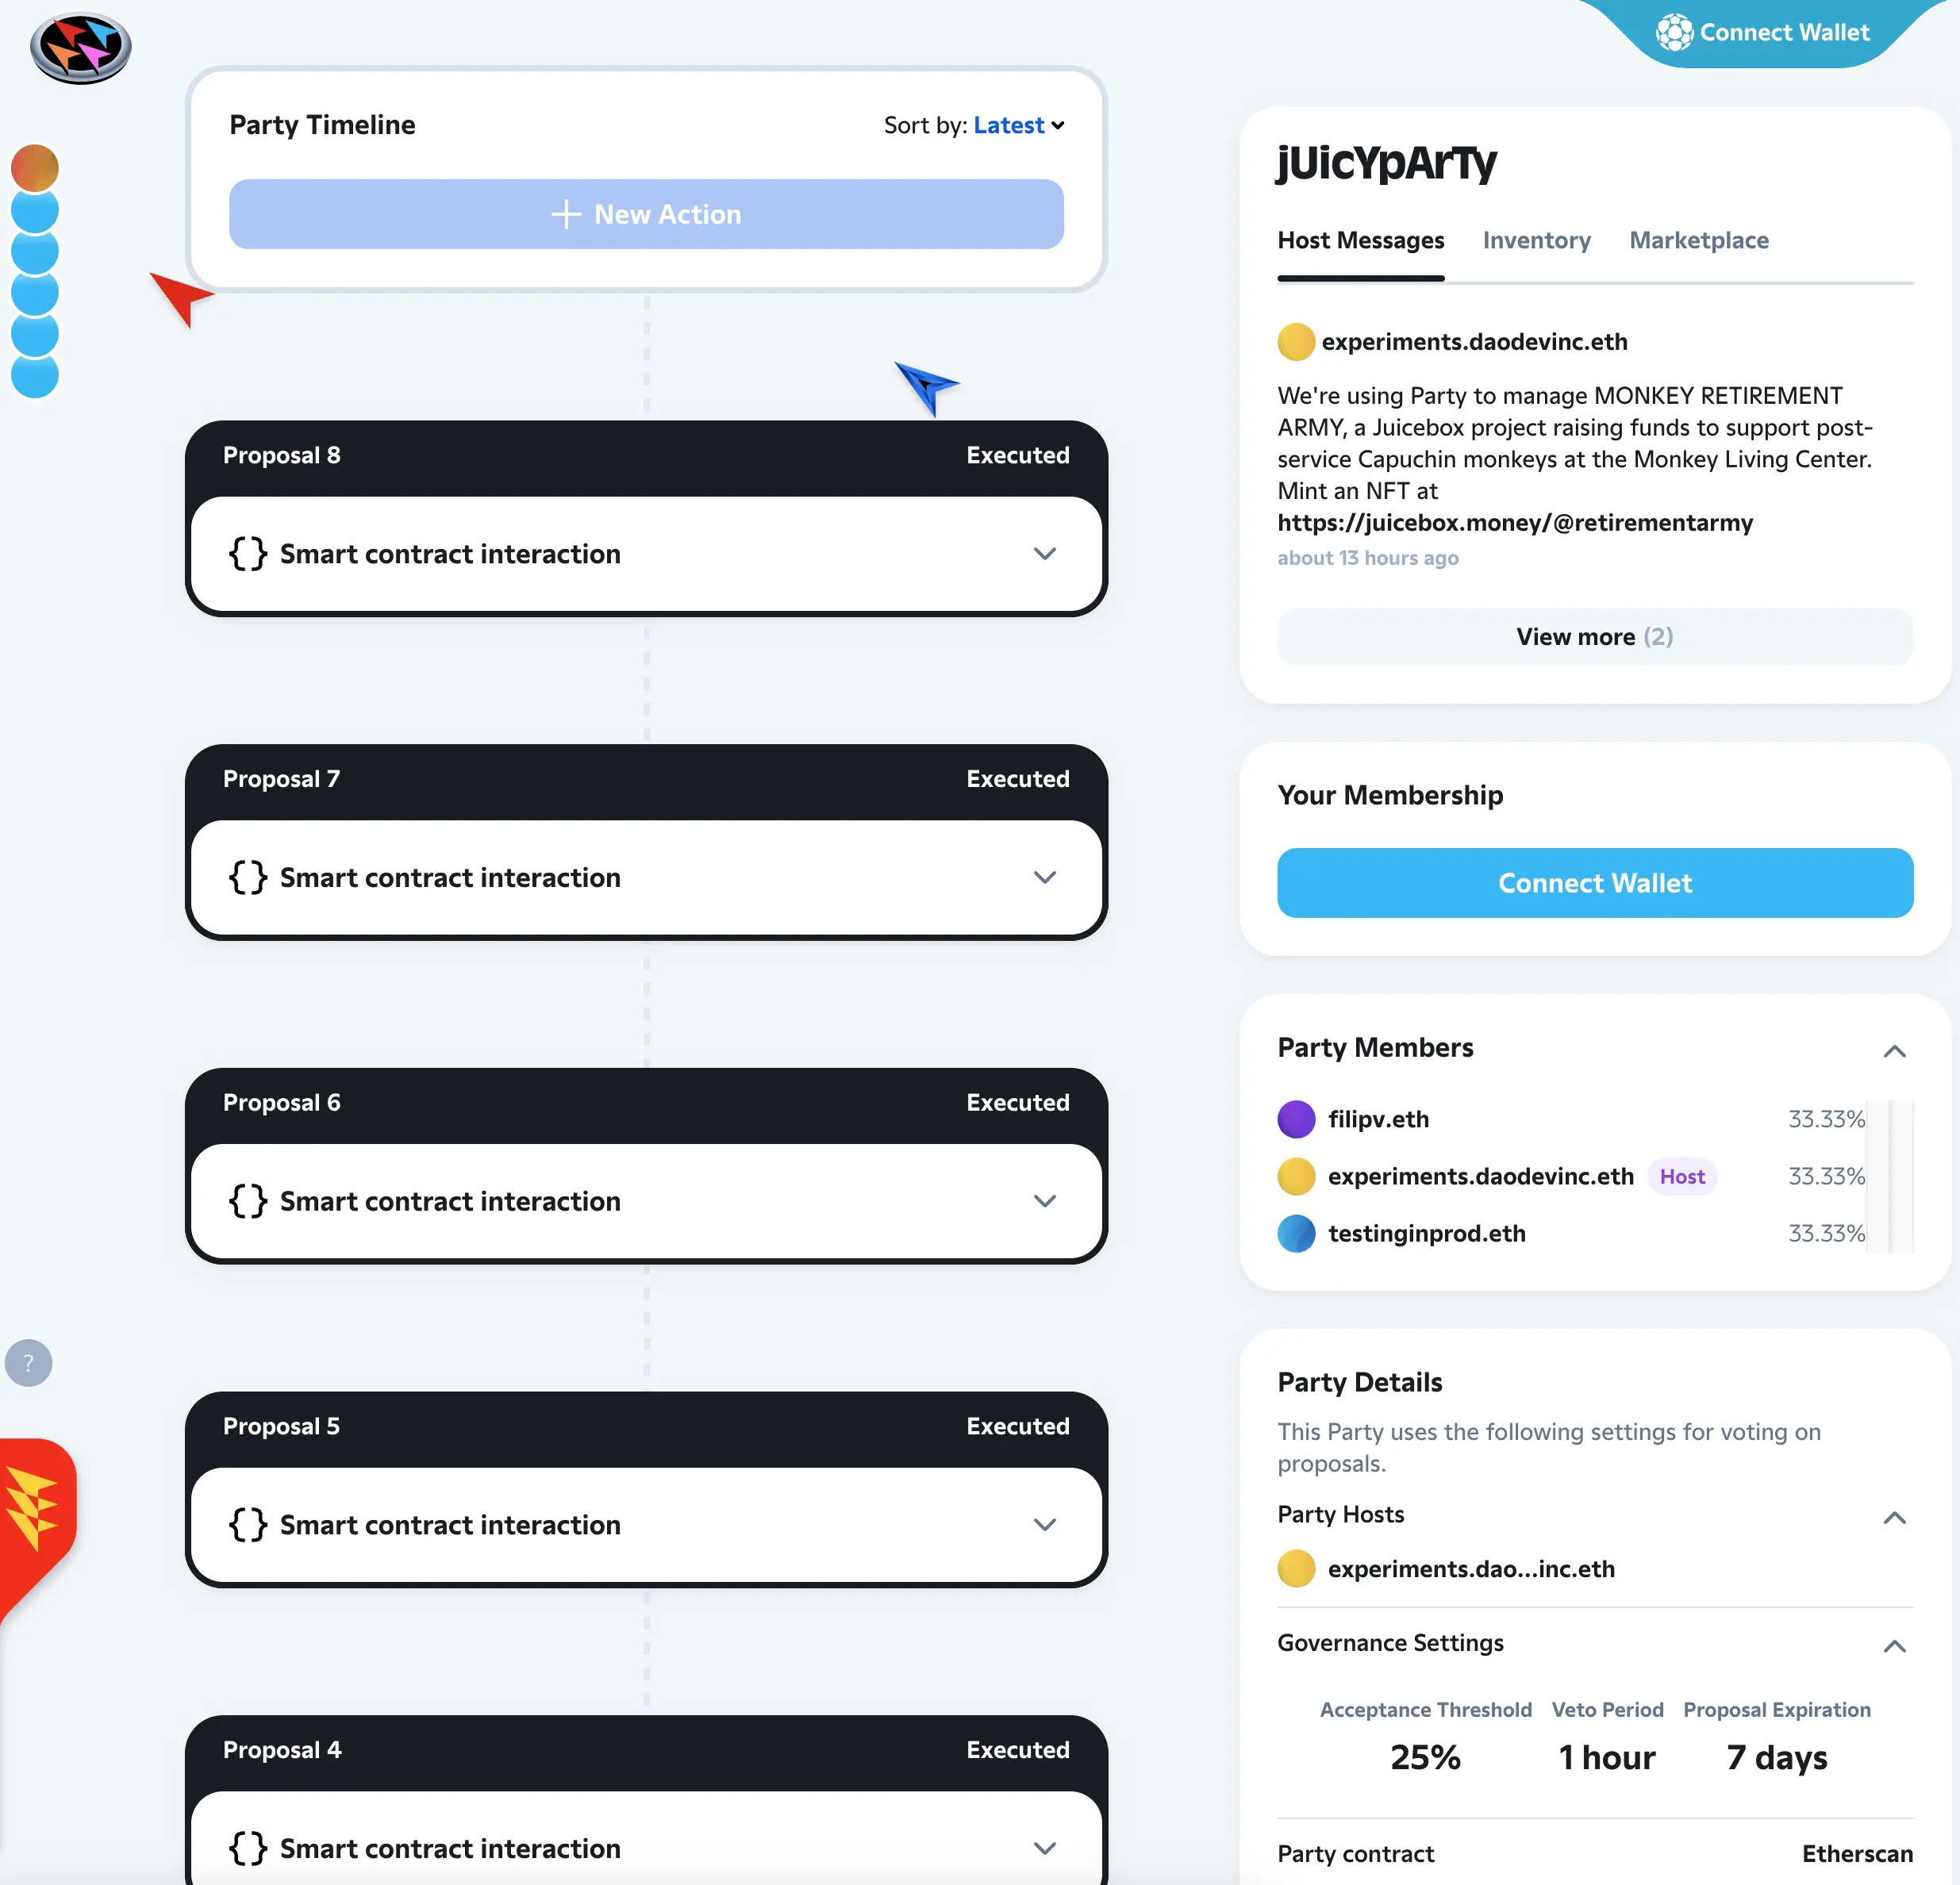 Connect Wallet
Party Timeline
Sort by: Latest
New Action
Proposal 8
Executed
{} Smart contract interaction
Proposal 7
Executed
{} Smart contract interaction
Proposal 6
Executed
{} Smart contract interaction
Proposal 5
Executed
{} Smart contract interaction
Proposal 4
Executed
{} Smart contract interaction
?
jUicYpArTy
Host Messages
Inventory
Marketplace
experiments.daodevinc.eth
We're using Party to manage MONKEY RETIREMENT
ARMY, a Juicebox project raising funds to support post-
service Capuchin monkeys at the Monkey Living Center.
Mint an NFT at
https://juicebox.money/@retirementarmy
about 13 hours ago
View more (2)
Your Membership
Connect Wallet
Party Members
filipv.eth
33.33%
experiments.daodevinc.eth
Host
33.33%
testinginprod.eth
33.33%
Party Details
This Party uses the following settings for voting on
proposals.
Party Hosts
experiments.dao...inc.eth
Governance Settings
Acceptance Threshold
Veto Period
Proposal Expiration
25%
1 hour
7 days
Party contract
Etherscan